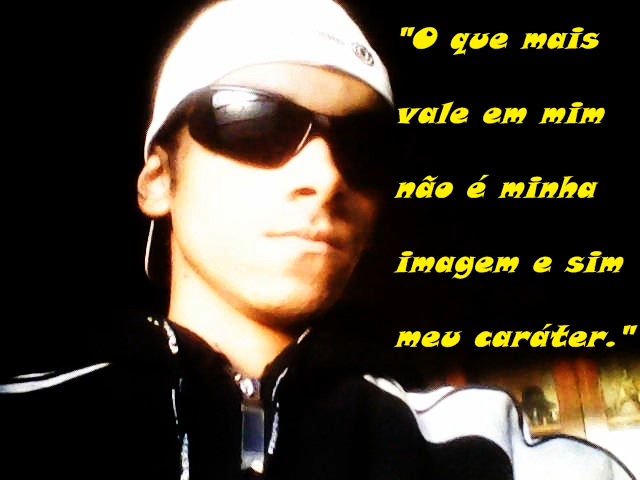 "O que mais
vale em mim
não é minha
imagem e sim
meu caráter."